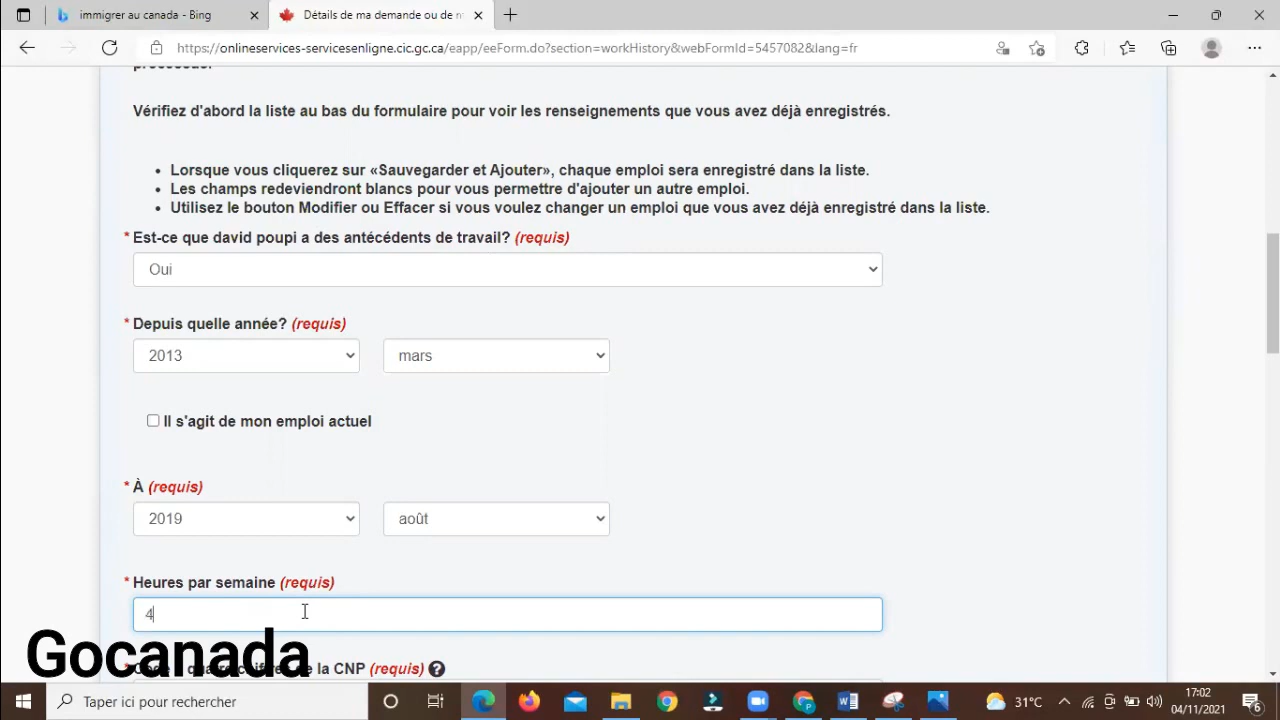 immigrer au canada - Bing
Détails de ma demande ou de n
https://onlineservices-servicesenligne.cic.gc.ca/eapp/eeForm.do?section=workHistory&webFormId=5457082&lang=fr
Vérifiez d'abord la liste au bas du formulaire pour voir les renseignements que vous avez déjà enregistrés.
• Lorsque vous cliquerez sur «Sauvegarder et Ajouter», chaque emploi sera enregistré dans la liste.
• Les champs redeviendront blancs pour vous permettre d'ajouter un autre emploi.
• Utilisez le bouton Modifier ou Effacer si vous voulez changer un emploi que vous avez déjà enregistré dans la liste.
* Est-ce que david poupi a des antécédents de travail? (requis)
Oui
* Depuis quelle année? (requis)
2013 mars
Il s'agit de mon emploi actuel
* À (requis)
2019 août
* Heures par semaine (requis)
4
Gocanada
de la CNP (requis) ?
Taper ici pour rechercher
31°C
17:02
04/11/2021
6